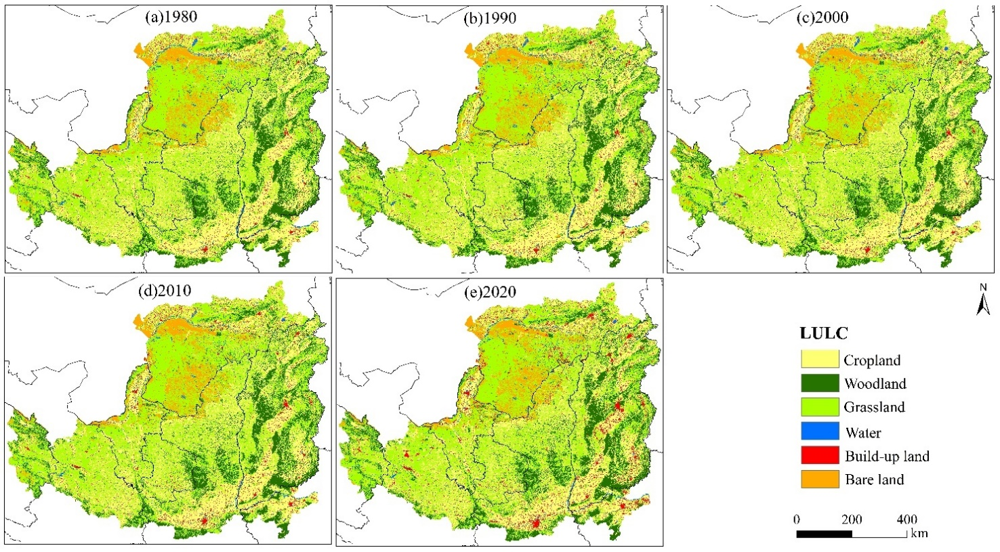 (a)1980
(b)1990
(c)2000
(d)2010
(e)2020
N
LULC
Cropland
Woodland
Grassland
Water
Build-up land
Bare land
0 200 400
km